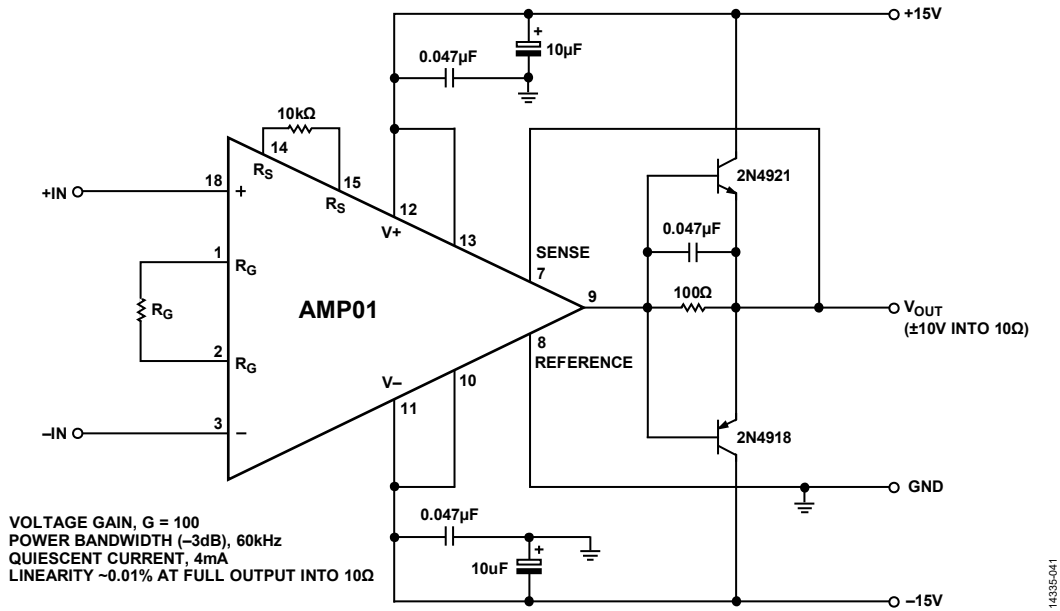 +15V
+
10µF
0.047µF
10kΩ
14
RS
15
RS
12
V+
13
+IN
18
+
SENSE
7
2N4921
0.047µF
100Ω
1
RG
RG
AMP01
9
VOUT
(±10V INTO 10Ω)
2
RG
8
REFERENCE
V–
10
11
–IN
3
–
2N4918
GND
VOLTAGE GAIN, G = 100
POWER BANDWIDTH (–3dB), 60kHz
QUIESCENT CURRENT, 4mA
LINEARITY ~0.01% AT FULL OUTPUT INTO 10Ω
0.047µF
+
10uF
–15V
14335-041